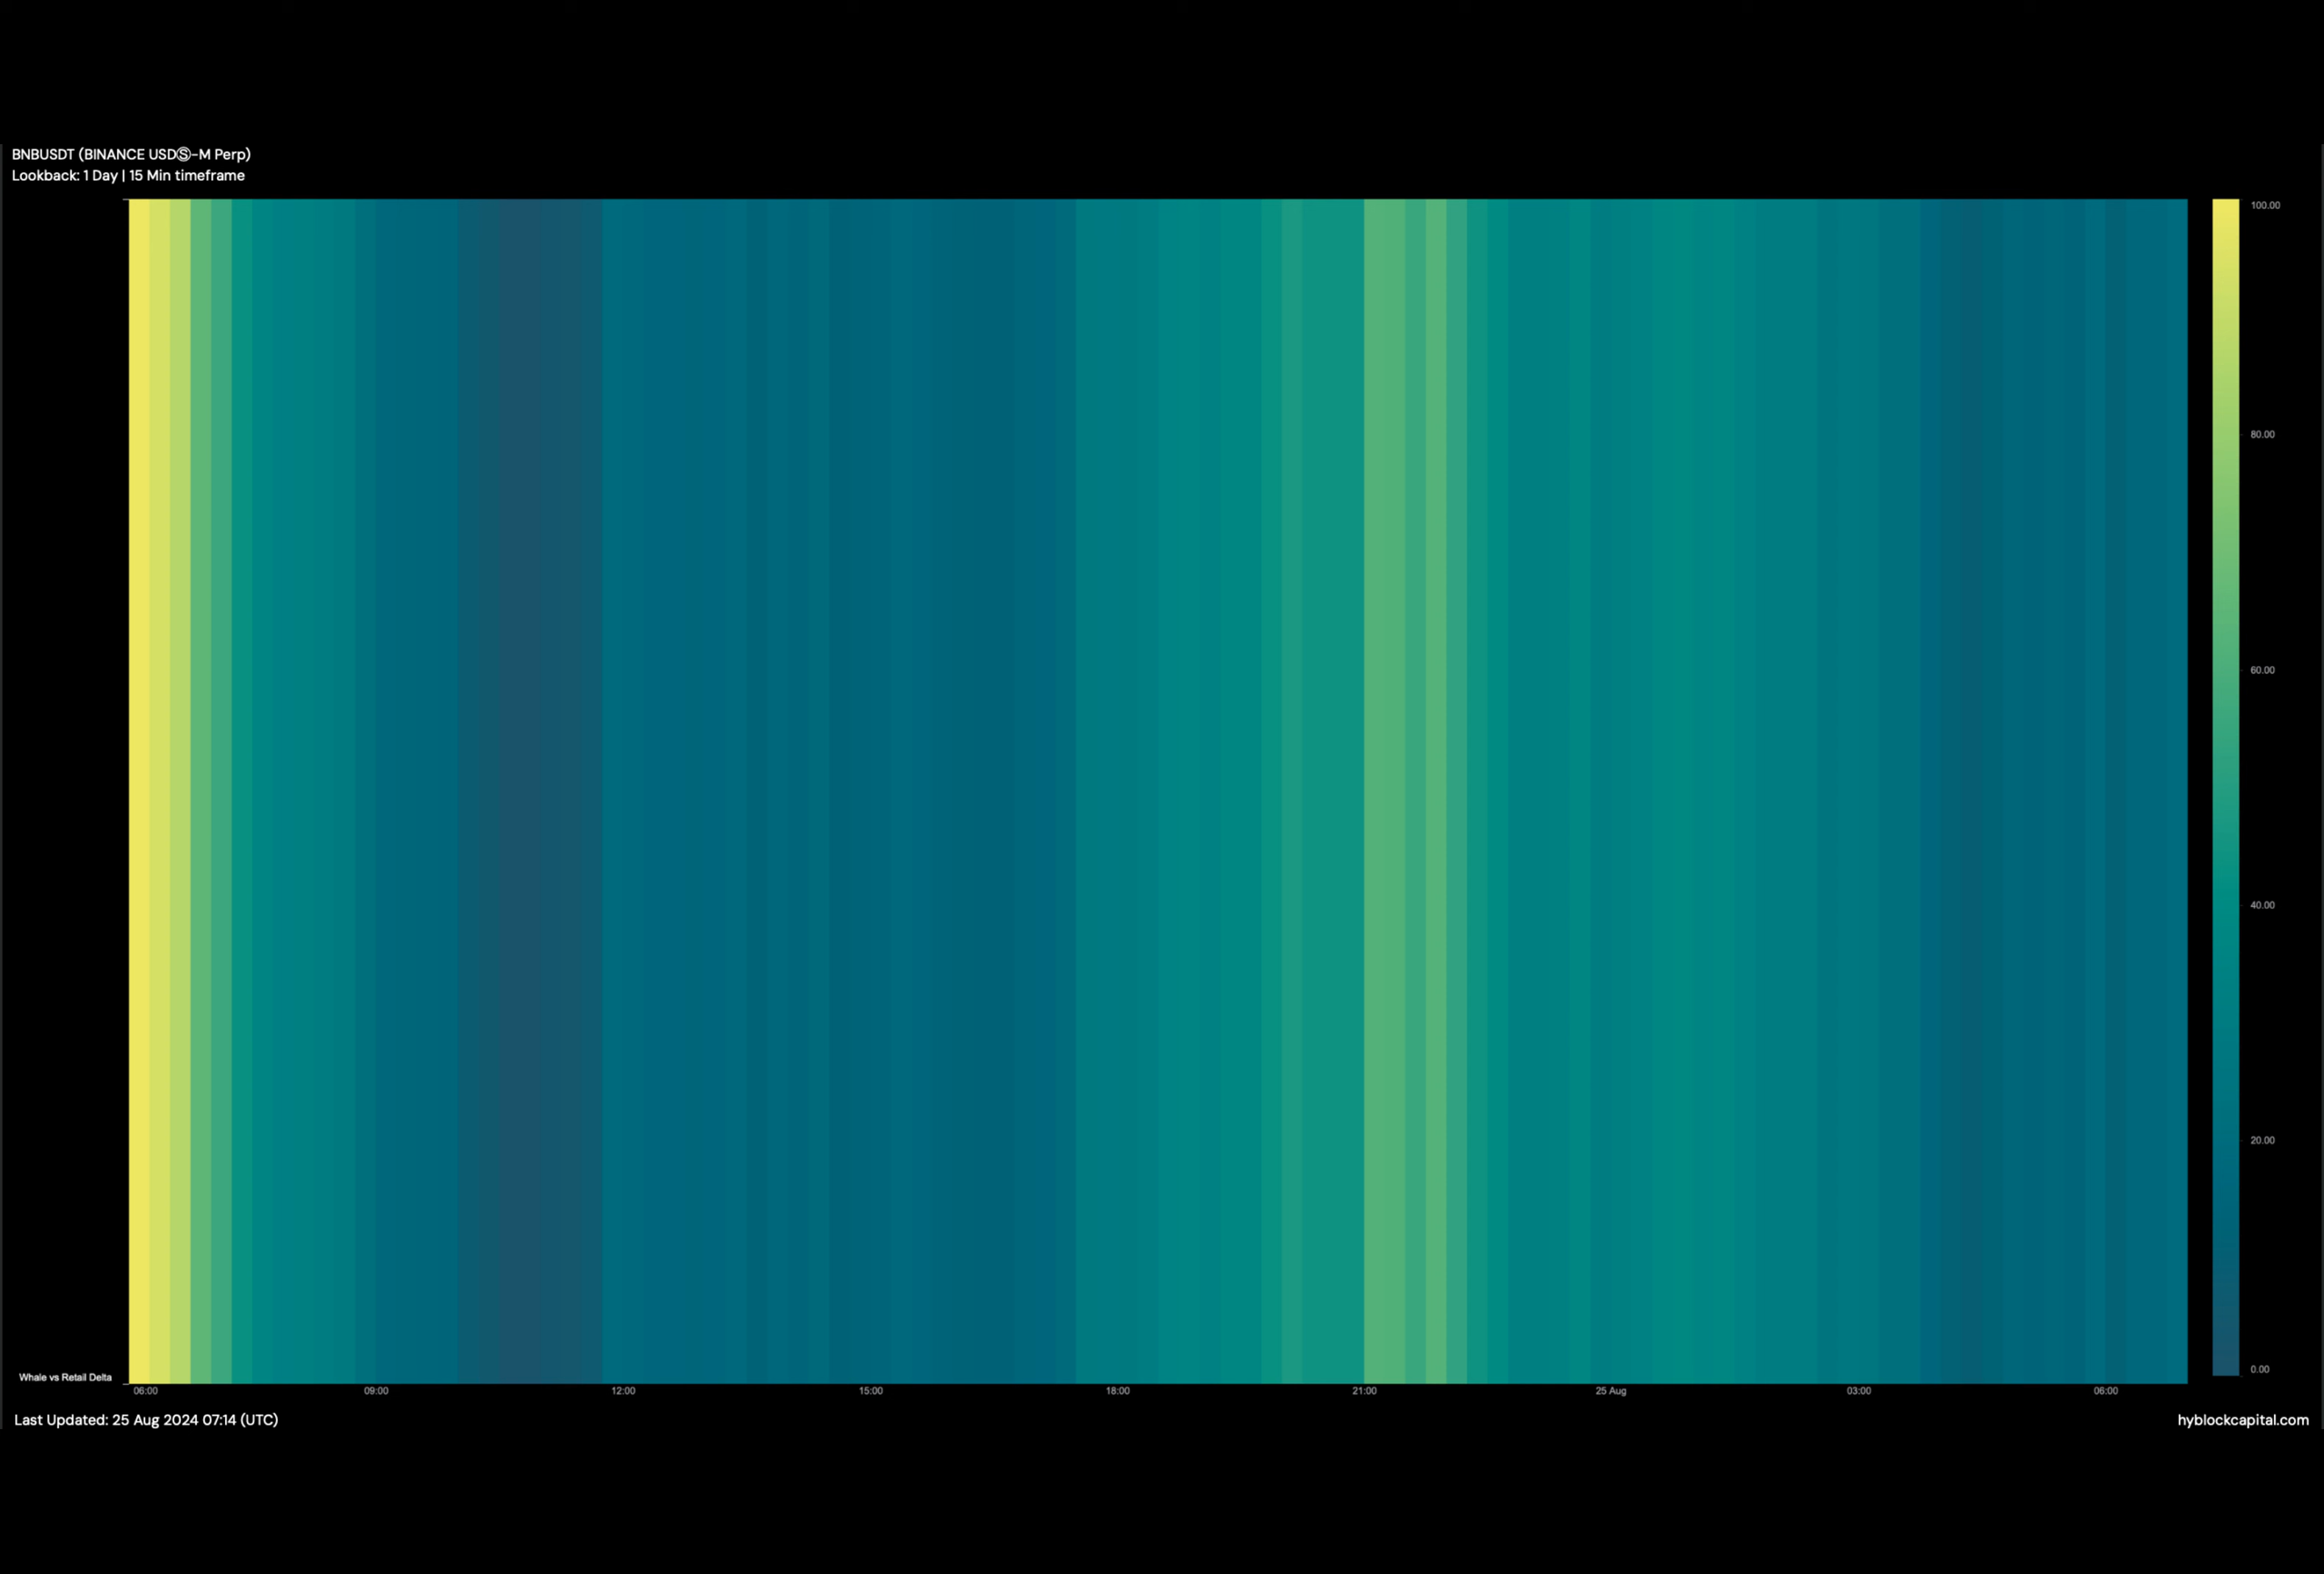 BNBUSDT (BINANCE USDⓈ-M Perp)
Lookback: 1 Day | 15 Min timeframe
100.00
80.00
60.00
40.00
20.00
0.00
Whale vs Retail Delta
06:00 09:00 12:00 15:00 18:00 21:00 25 Aug 03:00 06:00
Last Updated: 25 Aug 2024 07:14 (UTC)
hyblockcapital.com